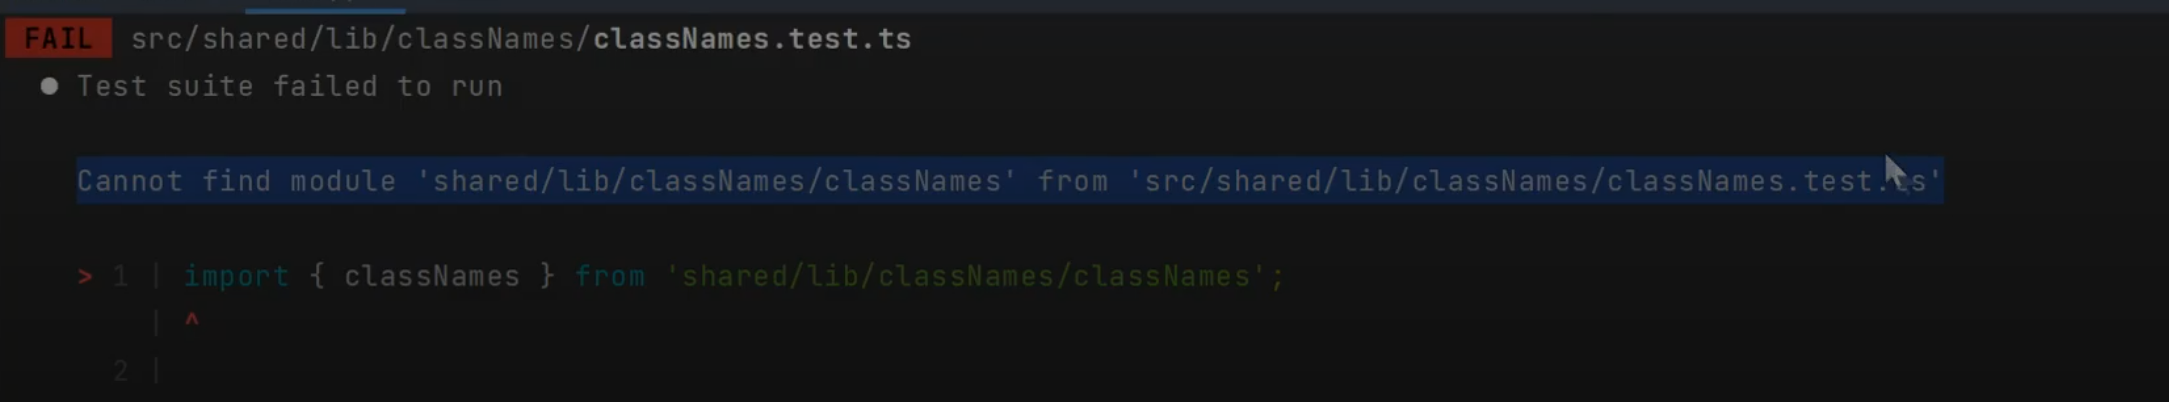 FAIL src/shared/lib/classNames/classNames.test.ts
● Test suite failed to run
Cannot find module 'shared/lib/classNames/classNames' from 'src/shared/lib/classNames/classNames.test.ts'
> 1 | import { classNames } from 'shared/lib/classNames/classNames';
| ^
2 |